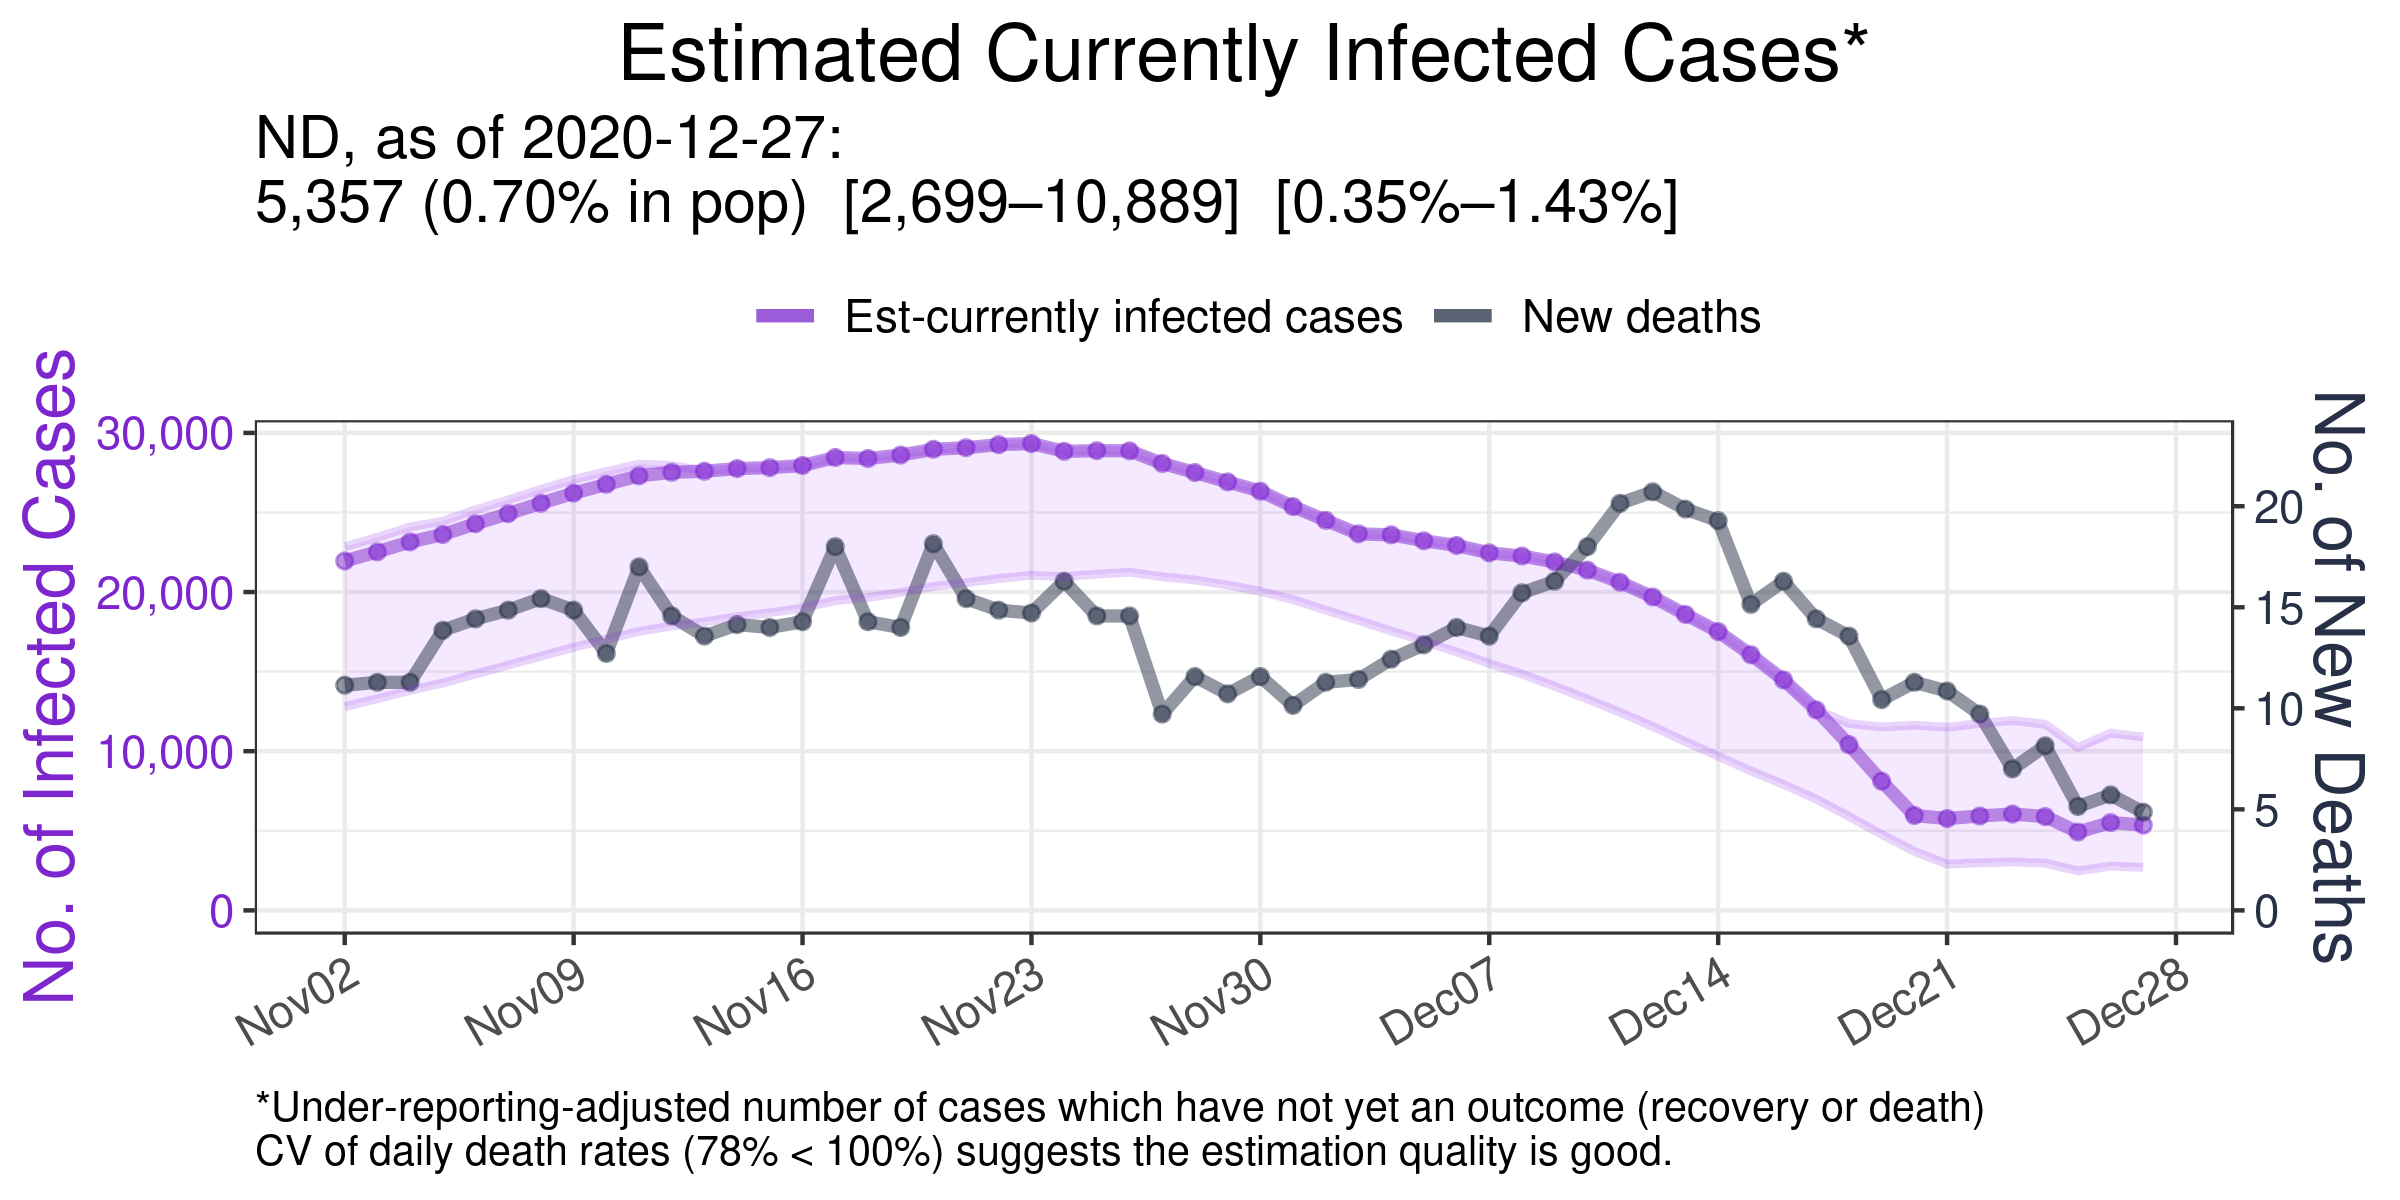 Estimated Currently Infected Cases*
ND, as of 2020-12-27:
5,357 (0.70% in pop) [2,699–10,889] [0.35%–1.43%]
Est-currently infected cases
New deaths
No. of Infected Cases
30,000
20,000
10,000
0
No. of New Deaths
20
15
10
5
0
Nov02
Nov09
Nov16
Nov23
Nov30
Dec07
Dec14
Dec21
Dec28
*Under-reporting-adjusted number of cases which have not yet an outcome (recovery or death)
CV of daily death rates (78% < 100%) suggests the estimation quality is good.